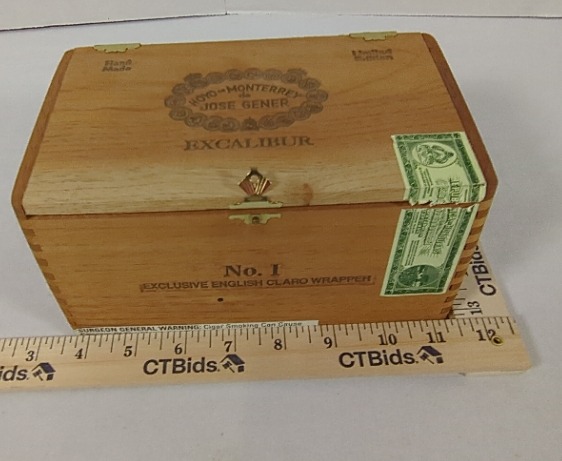 Hand Made
Limited Edition
HOYO DE MONTERREY
de
JOSE GENER
EXCALIBUR
No. 1
EXCLUSIVE ENGLISH CLARO WRAPPER
SURGEON GENERAL WARNING: Cigar Smoking Can Cause
3 4 5 6 7 8 9 10 11 12
CTBids. CTBids.
13
CTBids